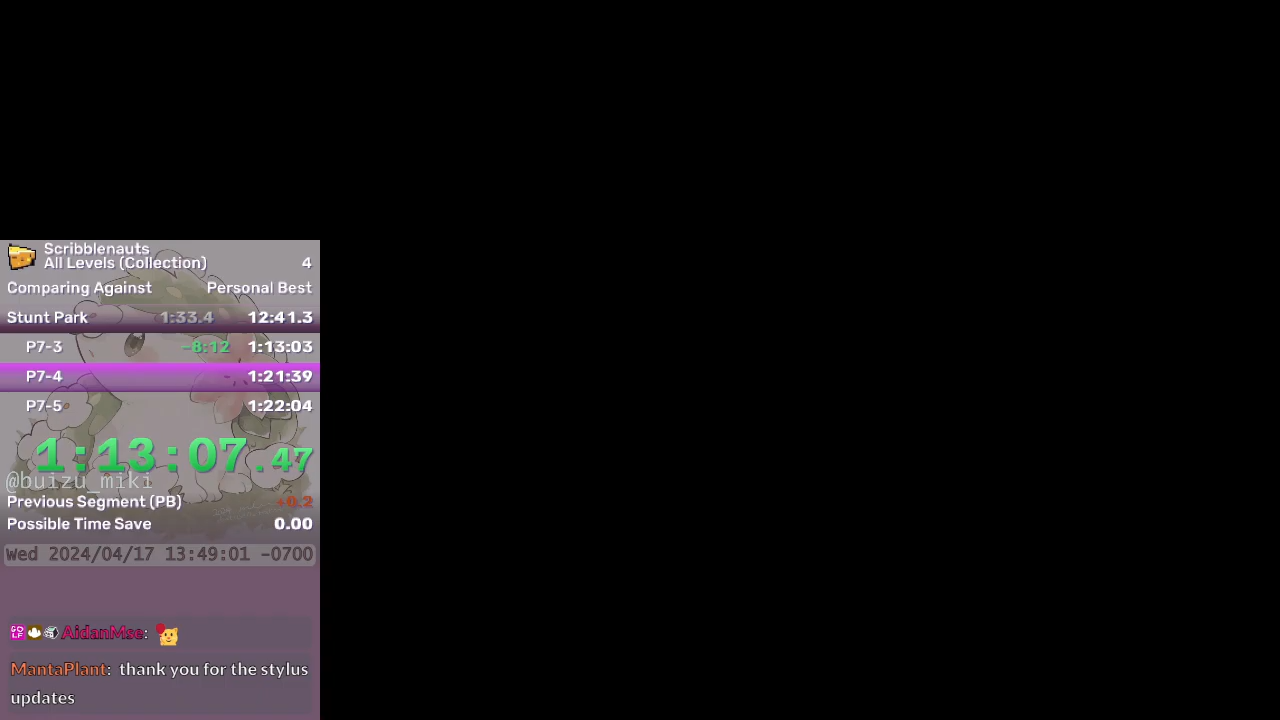 Scribblenauts
All Levels (Collection) 4
Comparing Against Personal Best
Stunt Park 1:33.4 12:41.3
P7-3 −8:12 1:13:03
P7-4 1:21:39
P7-5 1:22:04
1:13:07.47
@buizu_miki
Previous Segment (PB) +0.2
Possible Time Save 0.00
Wed 2024/04/17 13:49:01 -0700
GO LF AidanMse:
MantaPlant: thank you for the stylus
updates